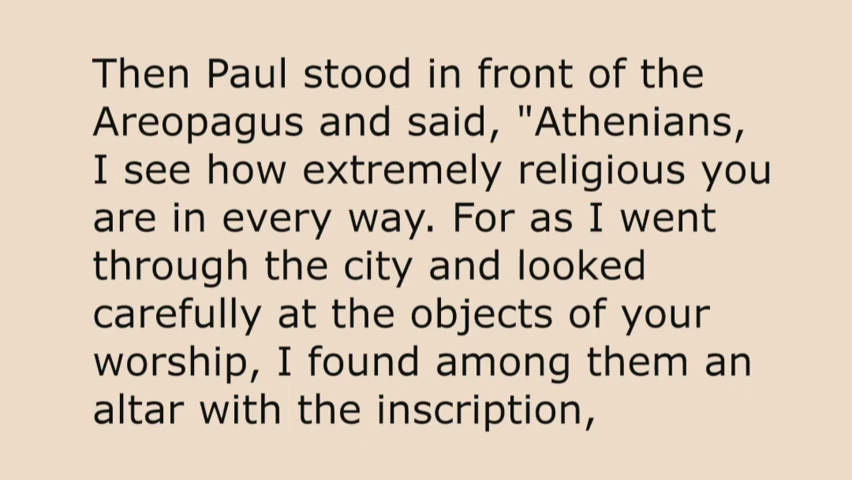 Then Paul stood in front of the
Areopagus and said, "Athenians,
I see how extremely religious you
are in every way. For as I went
through the city and looked
carefully at the objects of your
worship, I found among them an
altar with the inscription,